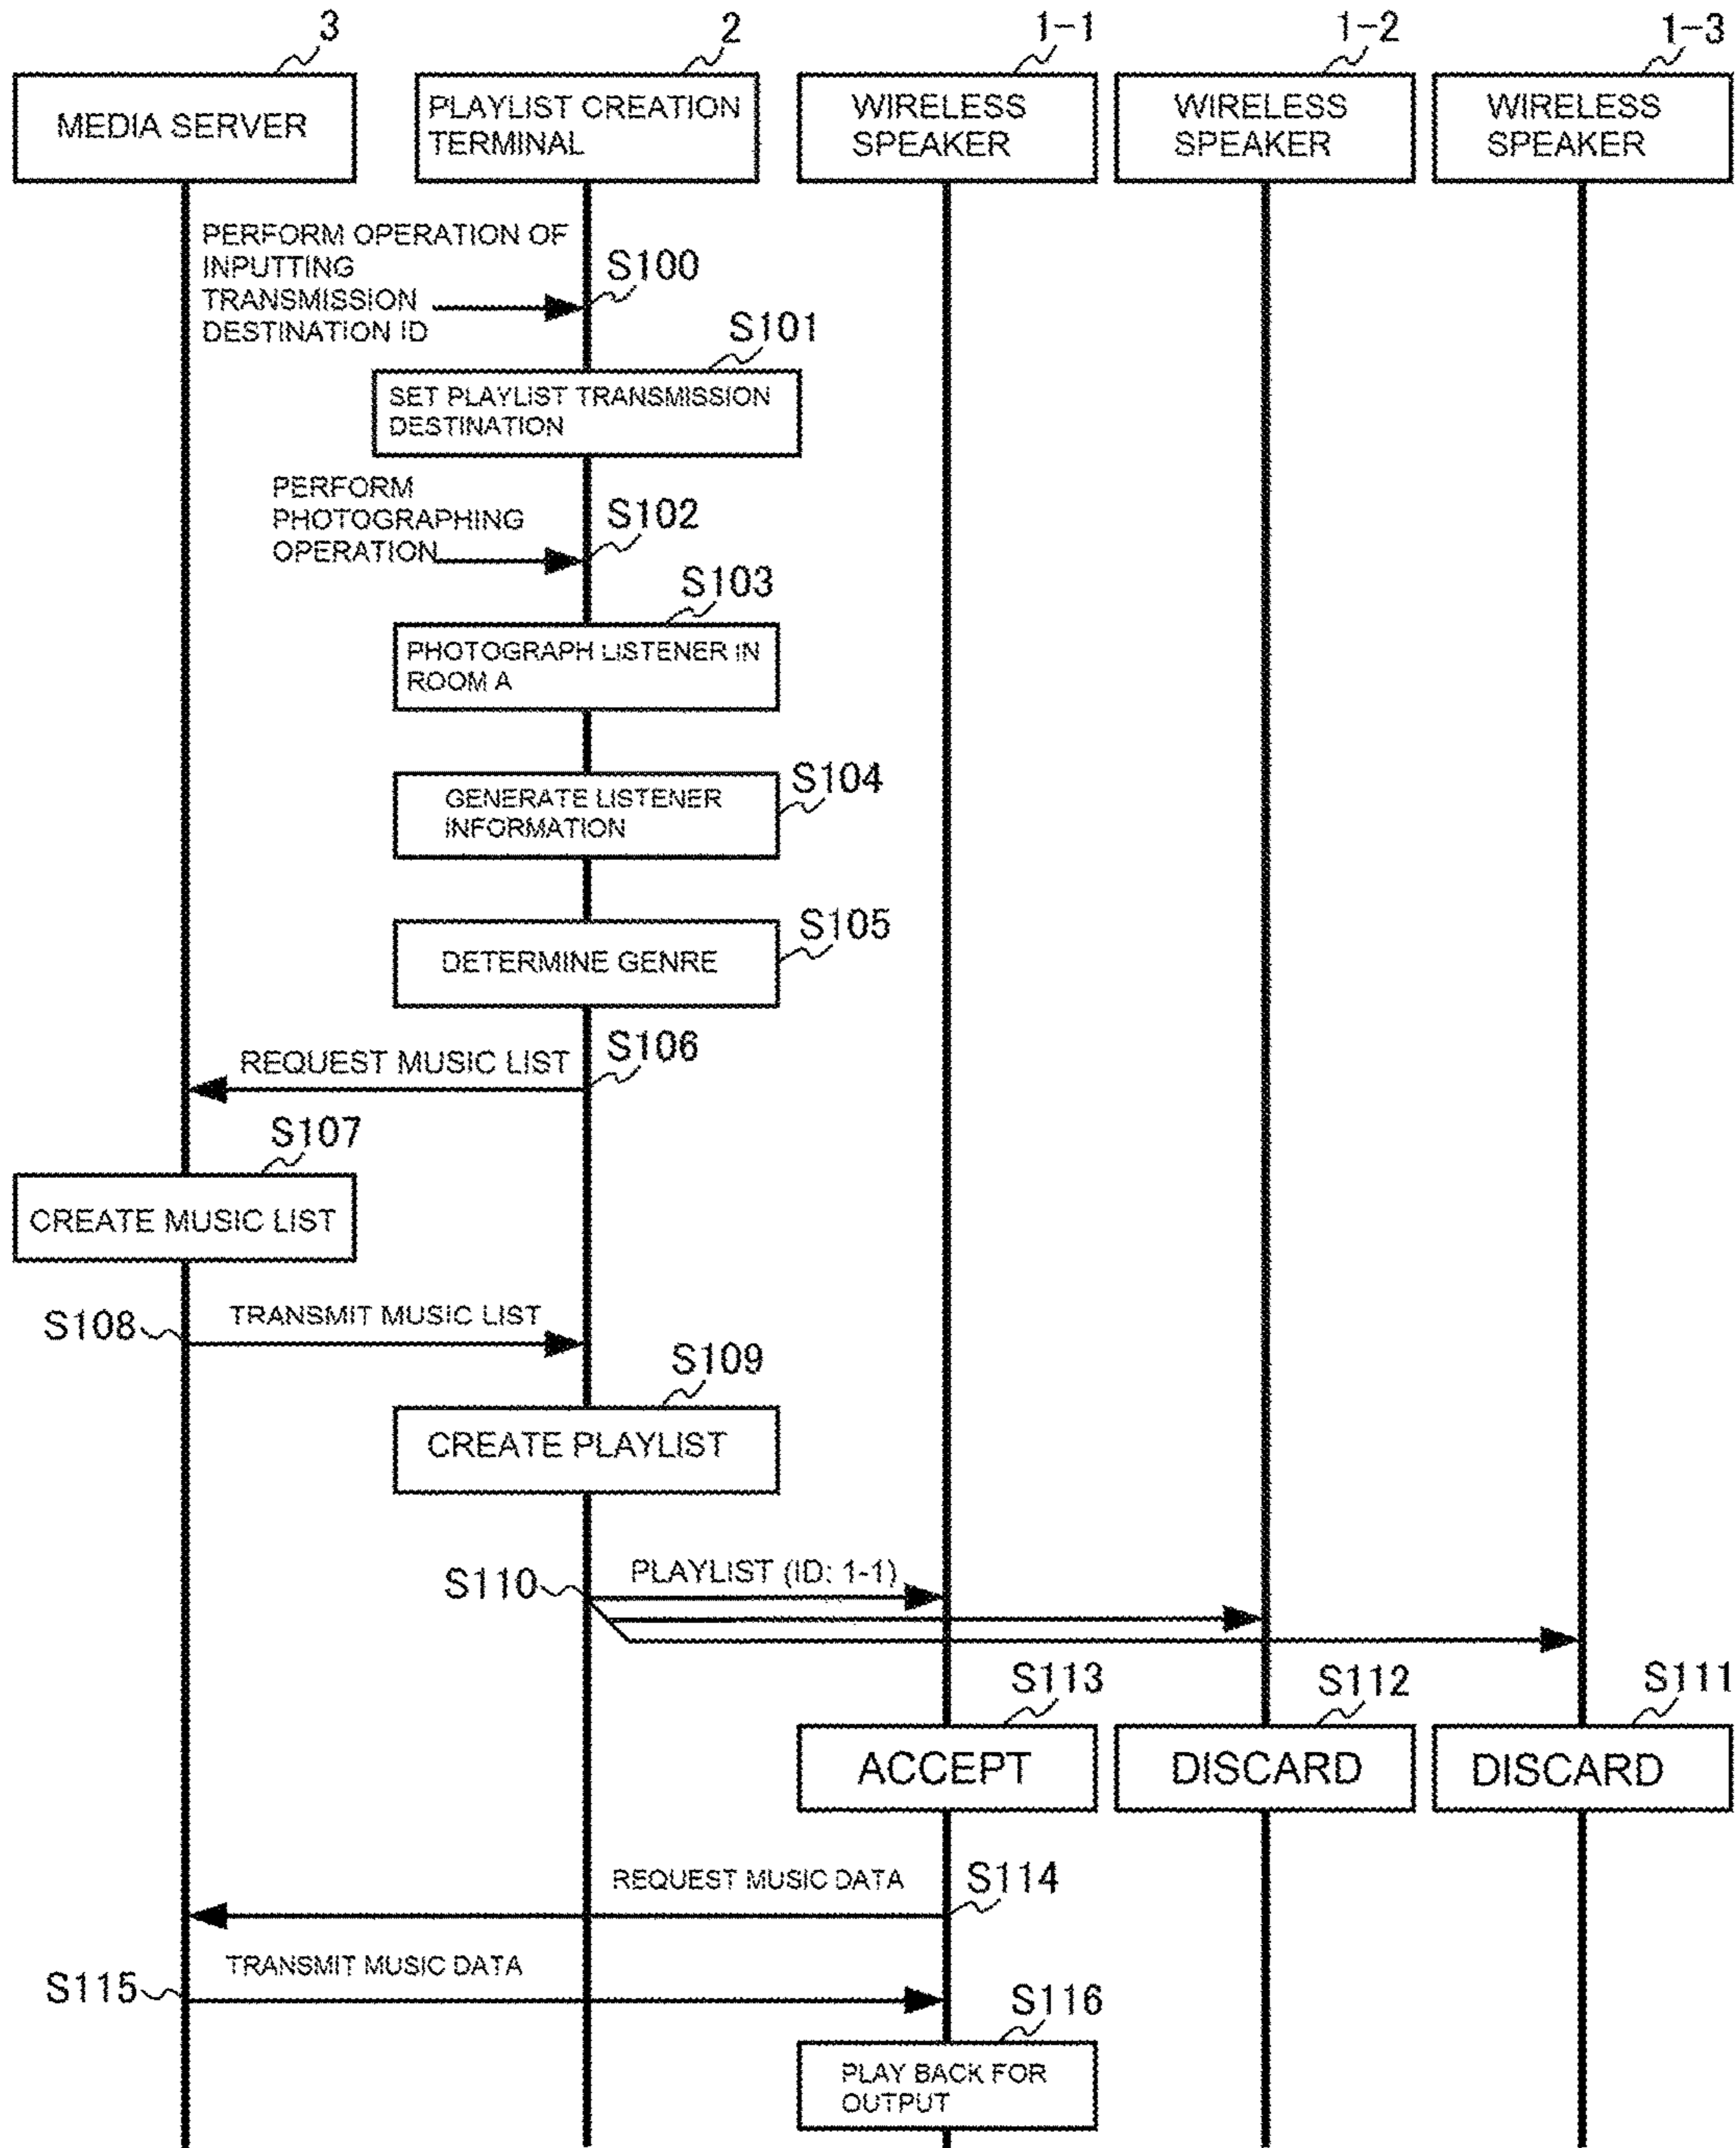 3
2
1-1
1-2
1-3
MEDIA SERVER
PLAYLIST CREATION
TERMINAL
WIRELESS
SPEAKER
WIRELESS
SPEAKER
WIRELESS
SPEAKER
PERFORM OPERATION OF
INPUTTING
TRANSMISSION
DESTINATION ID
S100
S101
SET PLAYLIST TRANSMISSION
DESTINATION
PERFORM
PHOTOGRAPHING
OPERATION
S102
S103
PHOTOGRAPH LISTENER IN
ROOM A
S104
GENERATE LISTENER
INFORMATION
S105
DETERMINE GENRE
S106
REQUEST MUSIC LIST
S107
CREATE MUSIC LIST
TRANSMIT MUSIC LIST
S108
S109
CREATE PLAYLIST
PLAYLIST (ID: 1-1)
S110
S113
S112
S111
ACCEPT
DISCARD
DISCARD
REQUEST MUSIC DATA
S114
TRANSMIT MUSIC DATA
S115
S116
PLAY BACK FOR
OUTPUT